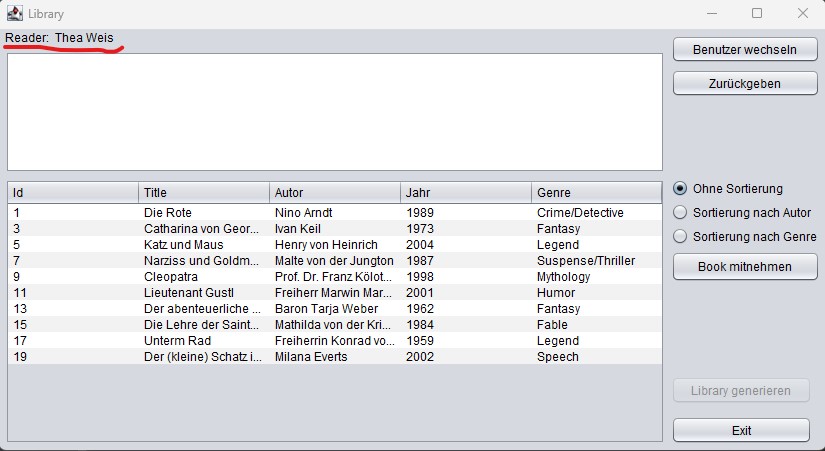 Library
Reader: Thea Weis
Benutzer wechseln
Zurückgeben
Id Title Autor Jahr Genre
1 Die Rote Nino Arndt 1989 Crime/Detective
3 Catharina von Geor... Ivan Keil 1973 Fantasy
5 Katz und Maus Henry von Heinrich 2004 Legend
7 Narziss und Goldm... Malte von der Jungton 1987 Suspense/Thriller
9 Cleopatra Prof. Dr. Franz Kölot... 1998 Mythology
11 Lieutenant Gustl Freiherr Marwin Mar... 2001 Humor
13 Der abenteuerliche ... Baron Tarja Weber 1962 Fantasy
15 Die Lehre der Saint... Mathilda von der Kri... 1984 Fable
17 Unterm Rad Freiherrin Konrad vo... 1959 Legend
19 Der (kleine) Schatz i... Milana Everts 2002 Speech
Ohne Sortierung
Sortierung nach Autor
Sortierung nach Genre
Book mitnehmen
Library generieren
Exit